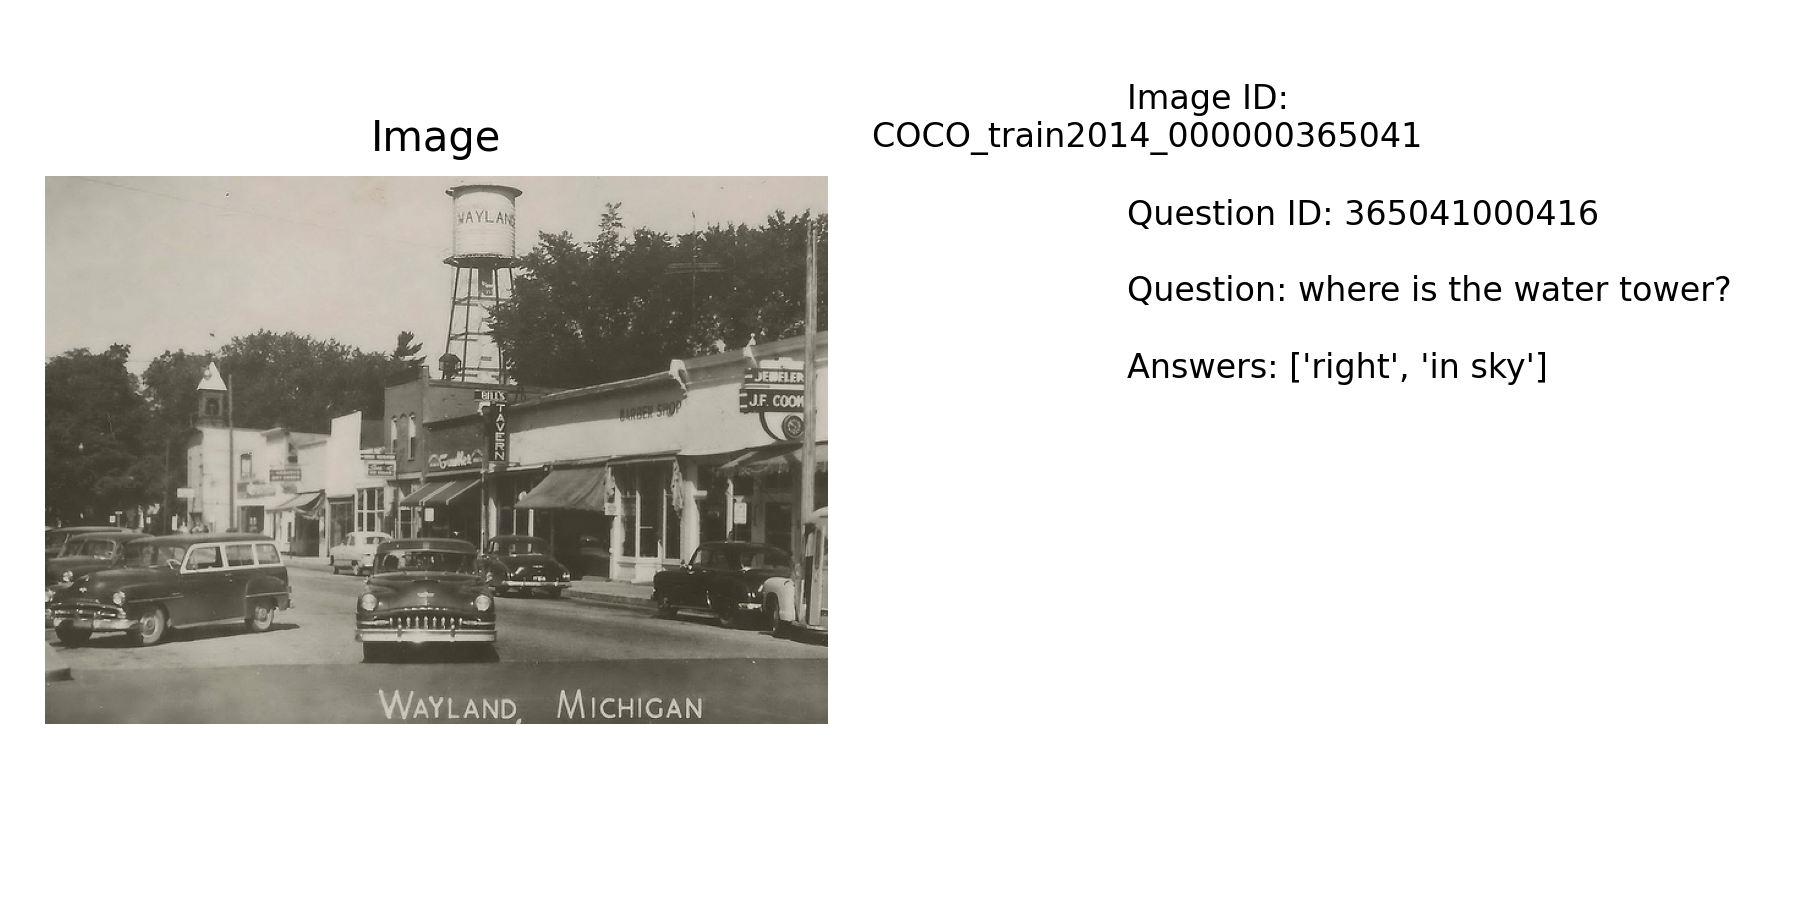 Image
WAYLAND
BILL'S
TAVERN
BARBER SHOP
JEWELER
J.F. COOK
WAYLAND, MICHIGAN
Image ID:
COCO_train2014_000000365041
Question ID: 365041000416
Question: where is the water tower?
Answers: ['right', 'in sky']